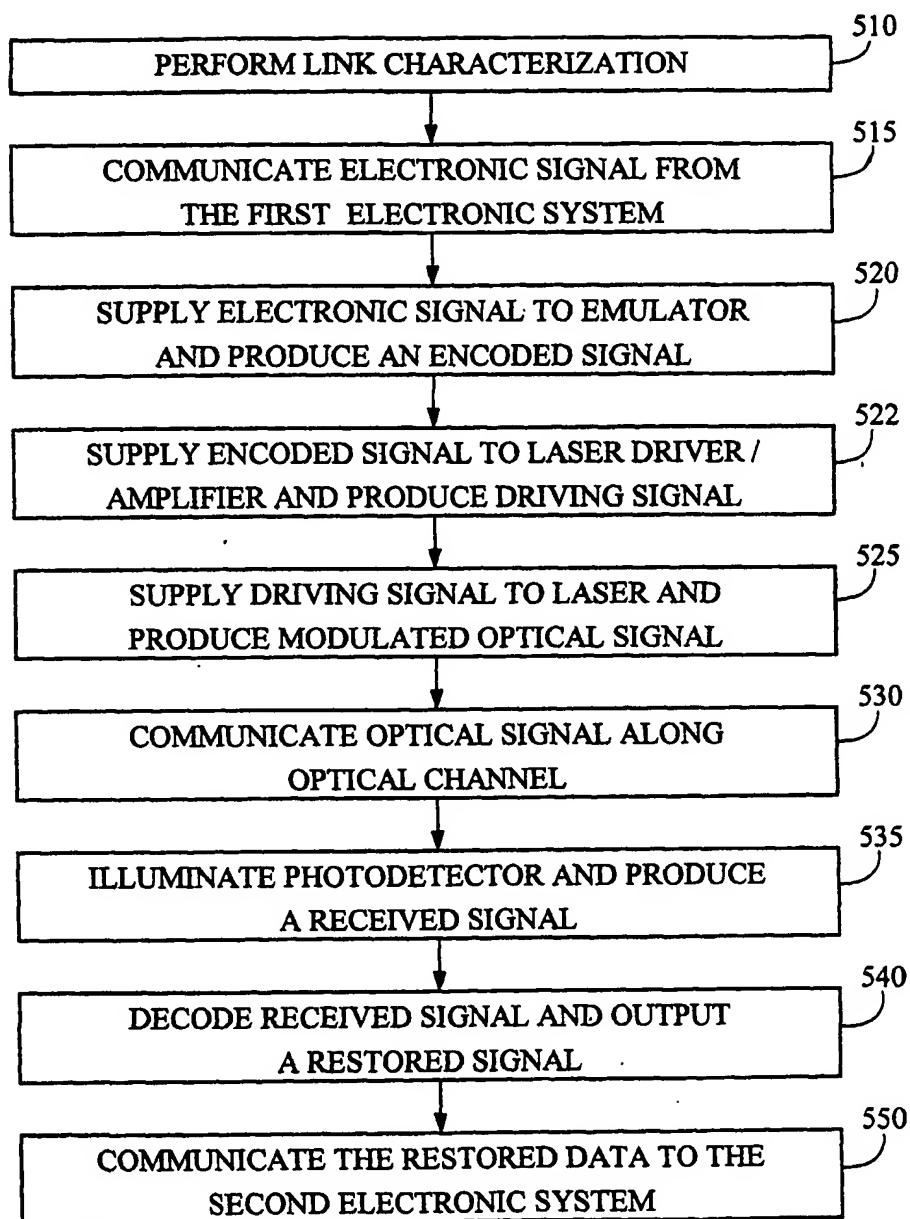 510
PERFORM LINK CHARACTERIZATION
515
COMMUNICATE ELECTRONIC SIGNAL FROM
THE FIRST ELECTRONIC SYSTEM
520
SUPPLY ELECTRONIC SIGNAL TO EMULATOR
AND PRODUCE AN ENCODED SIGNAL
522
SUPPLY ENCODED SIGNAL TO LASER DRIVER /
AMPLIFIER AND PRODUCE DRIVING SIGNAL
525
SUPPLY DRIVING SIGNAL TO LASER AND
PRODUCE MODULATED OPTICAL SIGNAL
530
COMMUNICATE OPTICAL SIGNAL ALONG
OPTICAL CHANNEL
535
ILLUMINATE PHOTODETECTOR AND PRODUCE
A RECEIVED SIGNAL
540
DECODE RECEIVED SIGNAL AND OUTPUT
A RESTORED SIGNAL
550
COMMUNICATE THE RESTORED DATA TO THE
SECOND ELECTRONIC SYSTEM